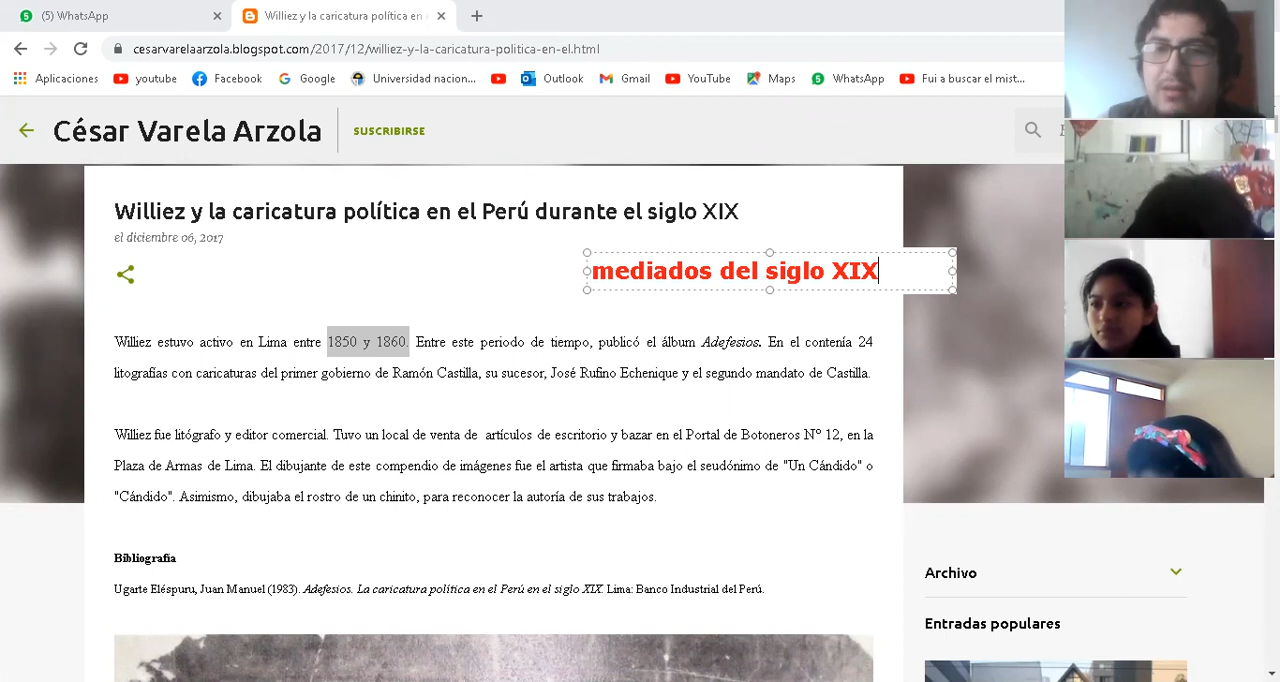 (5) WhatsApp
Williez y la caricatura política en
cesarvarelaarzola.blogspot.com/2017/12/williez-y-la-caricatura-politica-en-el.html
Aplicaciones youtube Facebook Google Universidad nacion... Outlook Gmail YouTube Maps WhatsApp Fui a buscar el mist...
César Varela Arzola SUSCRIBIRSE
Williez y la caricatura política en el Perú durante el siglo XIX
el diciembre 06, 2017
mediados del siglo XIX
Williez estuvo activo en Lima entre 1850 y 1860. Entre este periodo de tiempo, publicó el álbum Adefesios. En el contenía 24
litografías con caricaturas del primer gobierno de Ramón Castilla, su sucesor, José Rufino Echenique y el segundo mandato de Castilla.
Williez fue litógrafo y editor comercial. Tuvo un local de venta de artículos de escritorio y bazar en el Portal de Botoneros Nº 12, en la
Plaza de Armas de Lima. El dibujante de este compendio de imágenes fue el artista que firmaba bajo el seudónimo de "Un Cándido" o
"Cándido". Asimismo, dibujaba el rostro de un chinito, para reconocer la autoría de sus trabajos.
Bibliografía
Ugarte Eléspuru, Juan Manuel (1983). Adefesios. La caricatura política en el Perú en el siglo XIX. Lima: Banco Industrial del Perú.
Archivo
Entradas populares